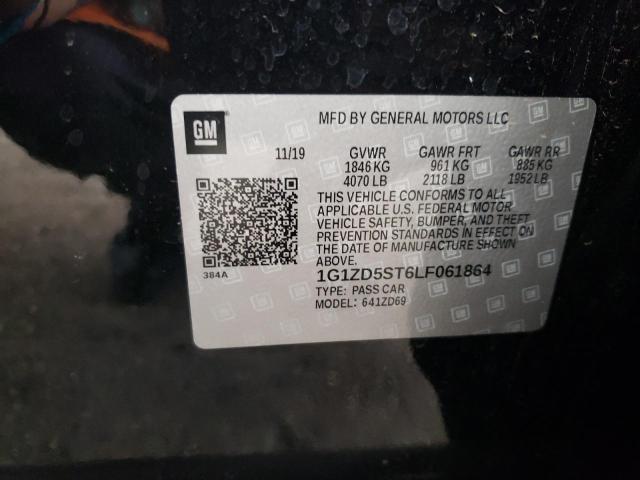 GM
MFD BY GENERAL MOTORS LLC
11/19 GVWR GAWR FRT GAWR RR
1846 KG 961 KG 885 KG
4070 LB 2118 LB 1952 LB
THIS VEHICLE CONFORMS TO ALL
APPLICABLE U.S. FEDERAL MOTOR
VEHICLE SAFETY, BUMPER, AND THEFT
PREVENTION STANDARDS IN EFFECT ON
THE DATE OF MANUFACTURE SHOWN
ABOVE.
384A
1G1ZD5ST6LF061864
TYPE: PASS CAR
MODEL: 641ZD69